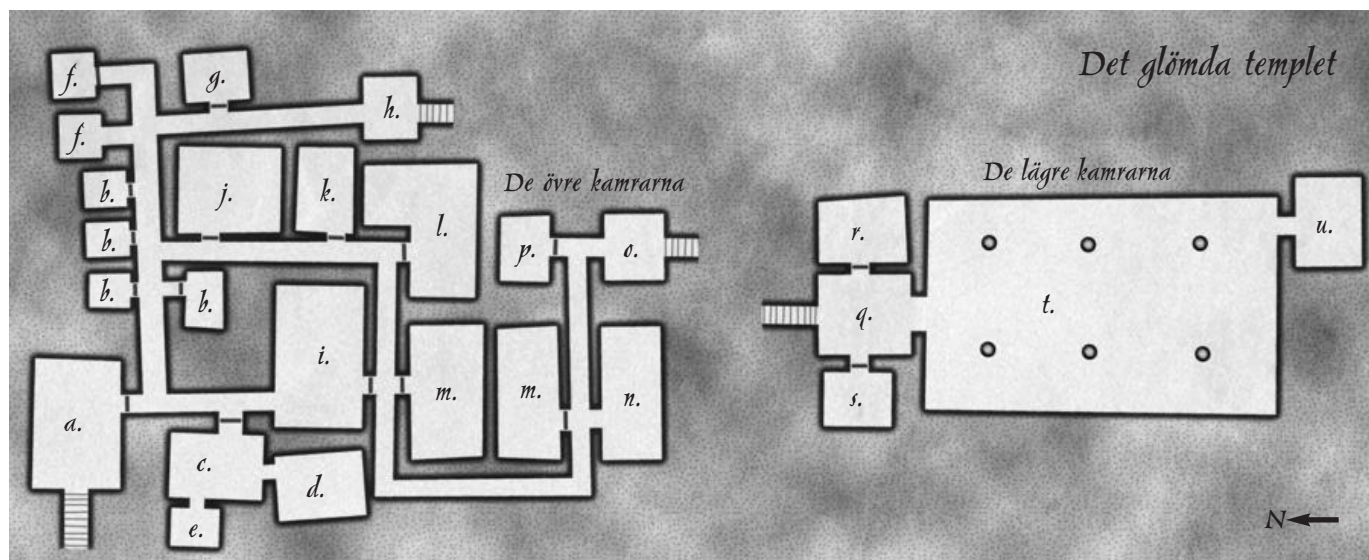 Det glömda templet
De övre kamrarna
De lägre kamrarna
f.
g.
h.
f.
b.
j.
k.
l.
b.
b.
b.
p.
o.
i.
m.
m.
n.
a.
c.
d.
e.
r.
u.
q.
t.
s.
N